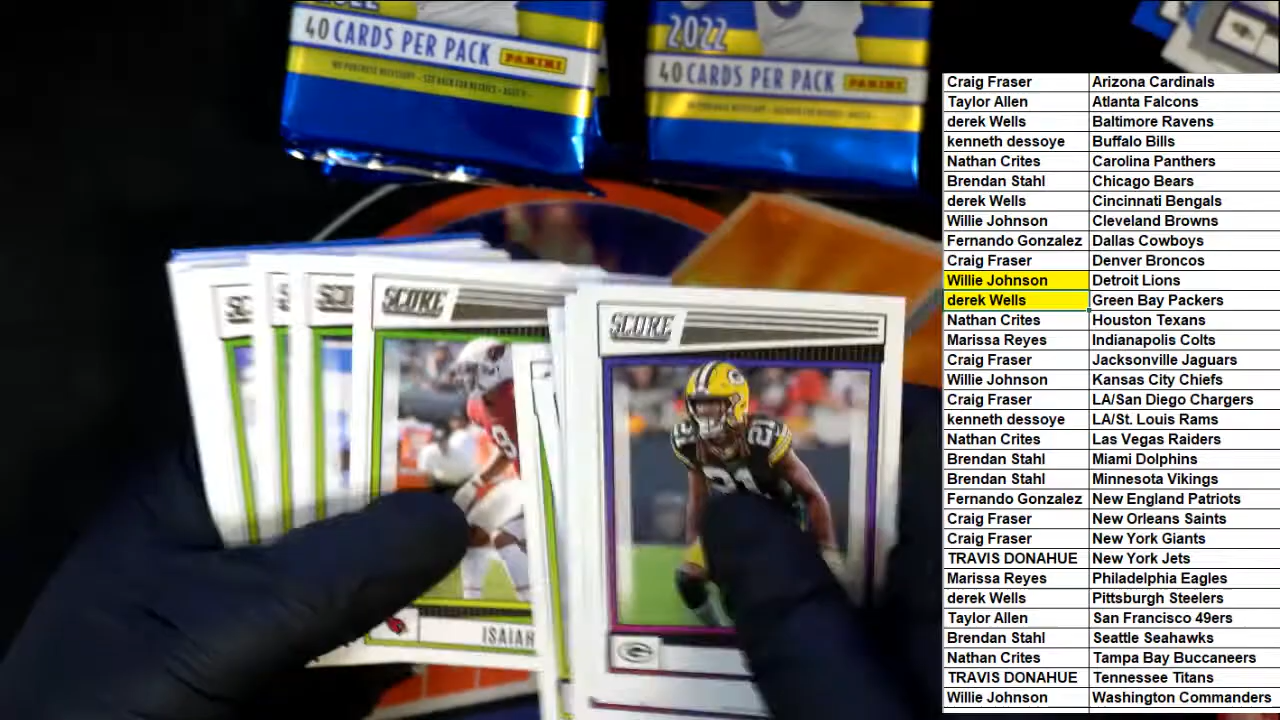 2022
40 CARDS PER PACK PANINI
2022
40 CARDS PER PACK PANINI
SCORE
SCORE
21
21
ISAIAH
Craig Fraser Arizona Cardinals
Taylor Allen Atlanta Falcons
derek Wells Baltimore Ravens
kenneth dessoye Buffalo Bills
Nathan Crites Carolina Panthers
Brendan Stahl Chicago Bears
derek Wells Cincinnati Bengals
Willie Johnson Cleveland Browns
Fernando Gonzalez Dallas Cowboys
Craig Fraser Denver Broncos
Willie Johnson Detroit Lions
derek Wells Green Bay Packers
Nathan Crites Houston Texans
Marissa Reyes Indianapolis Colts
Craig Fraser Jacksonville Jaguars
Willie Johnson Kansas City Chiefs
Craig Fraser LA/San Diego Chargers
kenneth dessoye LA/St. Louis Rams
Nathan Crites Las Vegas Raiders
Brendan Stahl Miami Dolphins
Brendan Stahl Minnesota Vikings
Fernando Gonzalez New England Patriots
Craig Fraser New Orleans Saints
Craig Fraser New York Giants
TRAVIS DONAHUE New York Jets
Marissa Reyes Philadelphia Eagles
derek Wells Pittsburgh Steelers
Taylor Allen San Francisco 49ers
Brendan Stahl Seattle Seahawks
Nathan Crites Tampa Bay Buccaneers
TRAVIS DONAHUE Tennessee Titans
Willie Johnson Washington Commanders